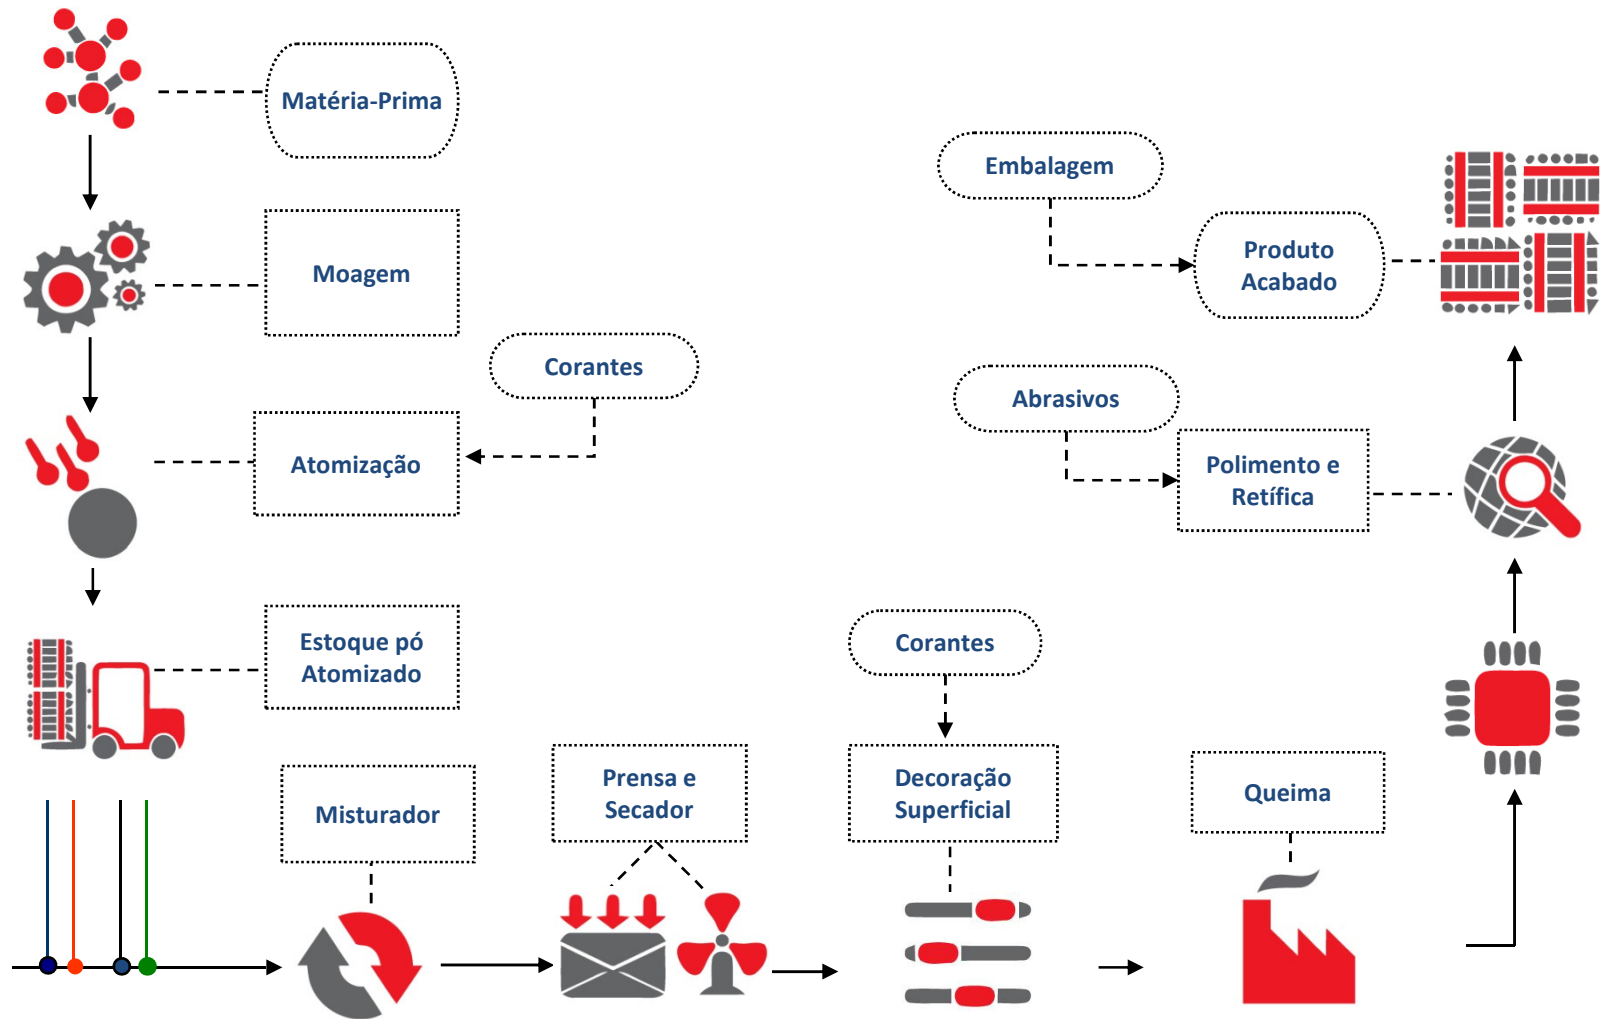 Matéria-Prima
Moagem
Corantes
Atomização
Estoque pó
Atomizado
Misturador
Prensa e
Secador
Corantes
Decoração
Superficial
Queima
Abrasivos
Polimento e
Retífica
Embalagem
Produto
Acabado